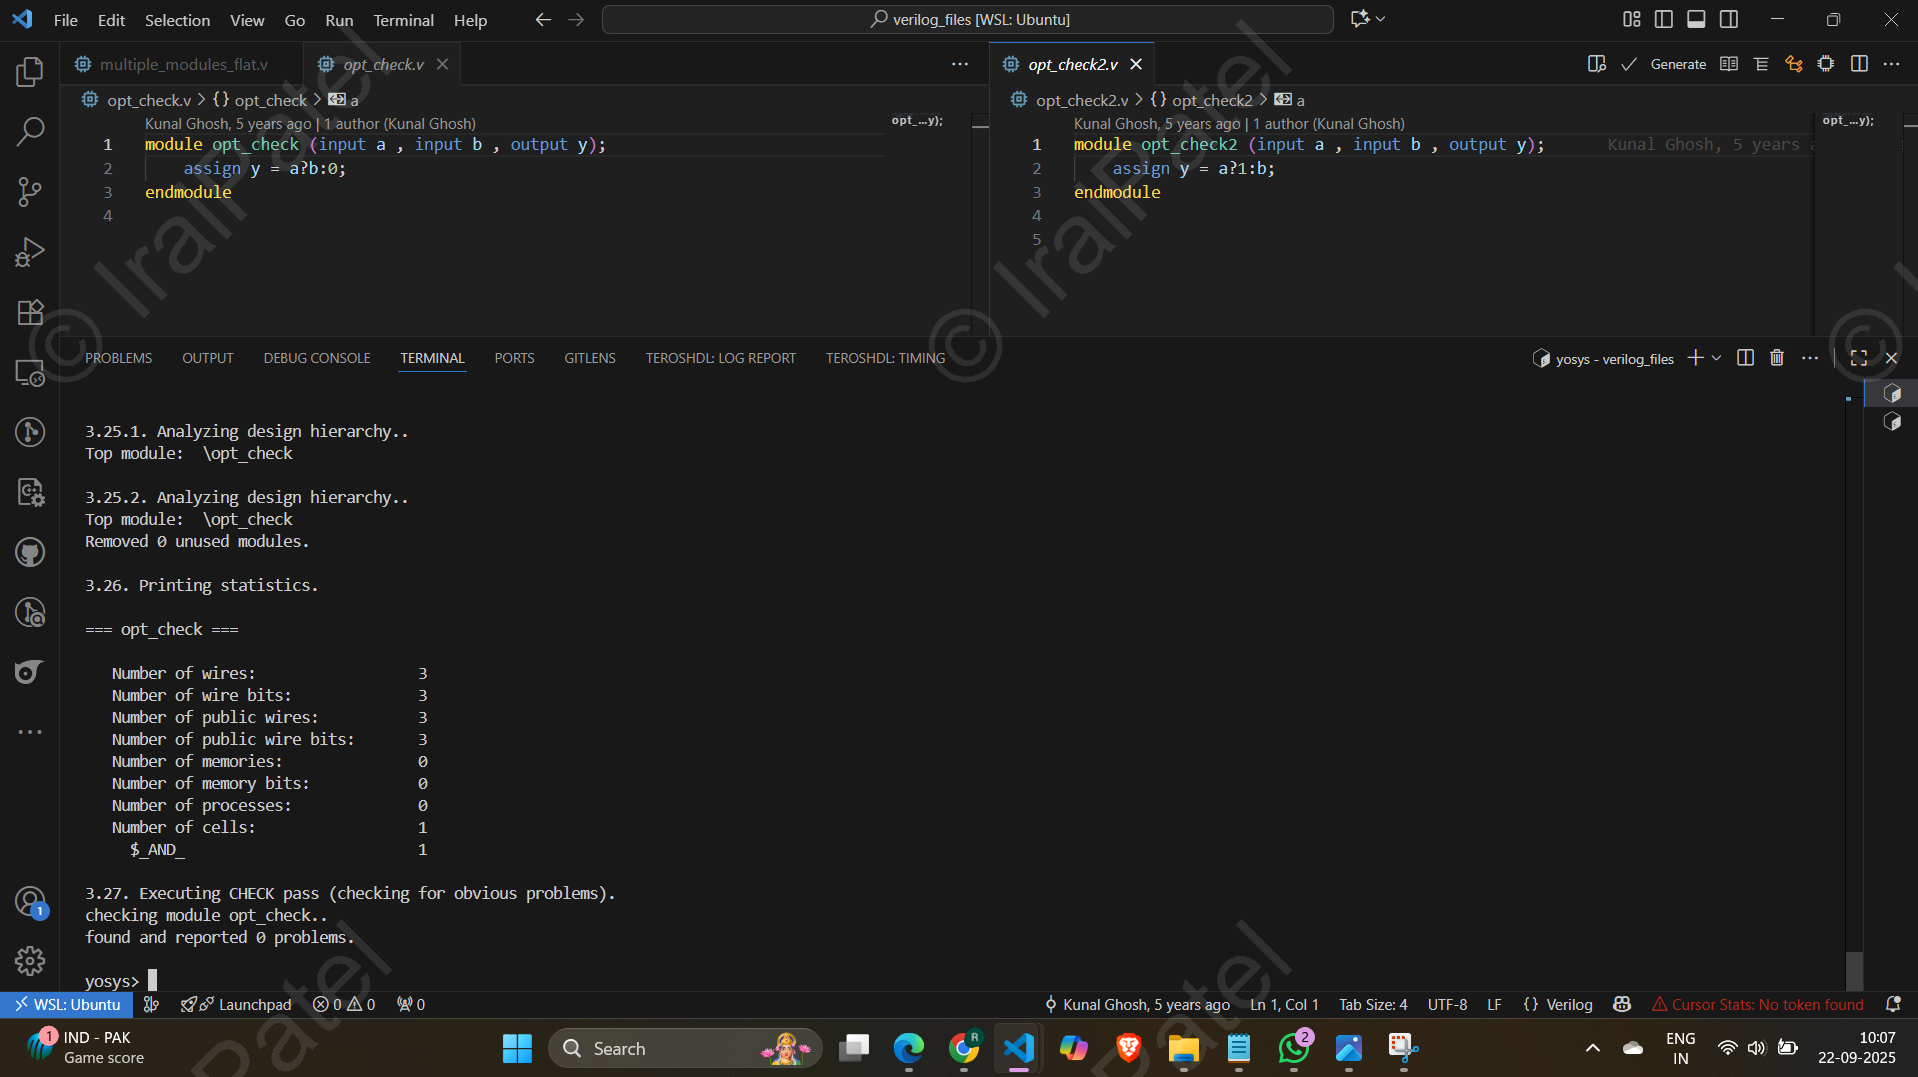 File Edit Selection View Go Run Terminal Help
verilog_files [WSL: Ubuntu]
multiple_modules_flat.v
opt_check.v
opt_check2.v
Generate
opt_check.v > {} opt_check > a
Kunal Ghosh, 5 years ago | 1 author (Kunal Ghosh)
1 module opt_check (input a , input b , output y);
2 assign y = a?b:0;
3 endmodule
4
opt_...y);
opt_check2.v > {} opt_check2 > a
Kunal Ghosh, 5 years ago | 1 author (Kunal Ghosh)
1 module opt_check2 (input a , input b , output y); Kunal Ghosh, 5 years a
2 assign y = a?1:b;
3 endmodule
4
5
opt_...y);
PROBLEMS OUTPUT DEBUG CONSOLE TERMINAL PORTS GITLENS TEROSHDL: LOG REPORT TEROSHDL: TIMING
yosys - verilog_files
3.25.1. Analyzing design hierarchy..
Top module:  \opt_check
3.25.2. Analyzing design hierarchy..
Top module:  \opt_check
Removed 0 unused modules.
3.26. Printing statistics.
=== opt_check ===
Number of wires: 3
Number of wire bits: 3
Number of public wires: 3
Number of public wire bits: 3
Number of memories: 0
Number of memory bits: 0
Number of processes: 0
Number of cells: 1
$_AND_ 1
3.27. Executing CHECK pass (checking for obvious problems).
checking module opt_check..
found and reported 0 problems.
yosys>
1
WSL: Ubuntu Launchpad 0 0 0
Kunal Ghosh, 5 years ago Ln 1, Col 1 Tab Size: 4 UTF-8 LF {} Verilog Cursor Stats: No token found
1
IND - PAK
Game score
Search
R
2
ENG
IN
10:07
22-09-2025
© IralPatel
© IralPatel
© I
Patel
Patel